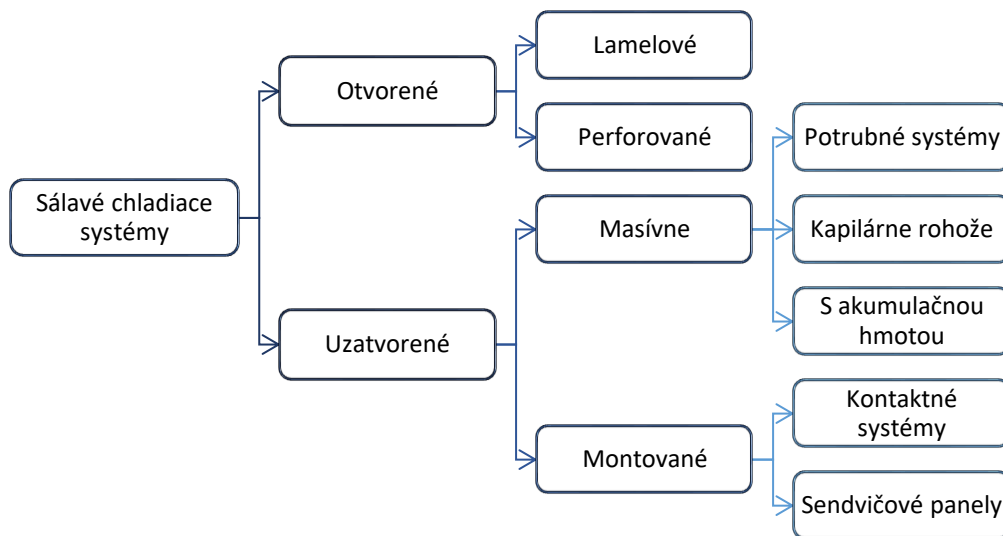 Sálavé chladiace
systémy
Otvorené
Lamelové
Perforované
Uzatvorené
Masívne
Potrubné systémy
Kapilárne rohože
S akumulačnou
hmotou
Montované
Kontaktné
systémy
Sendvičové panely